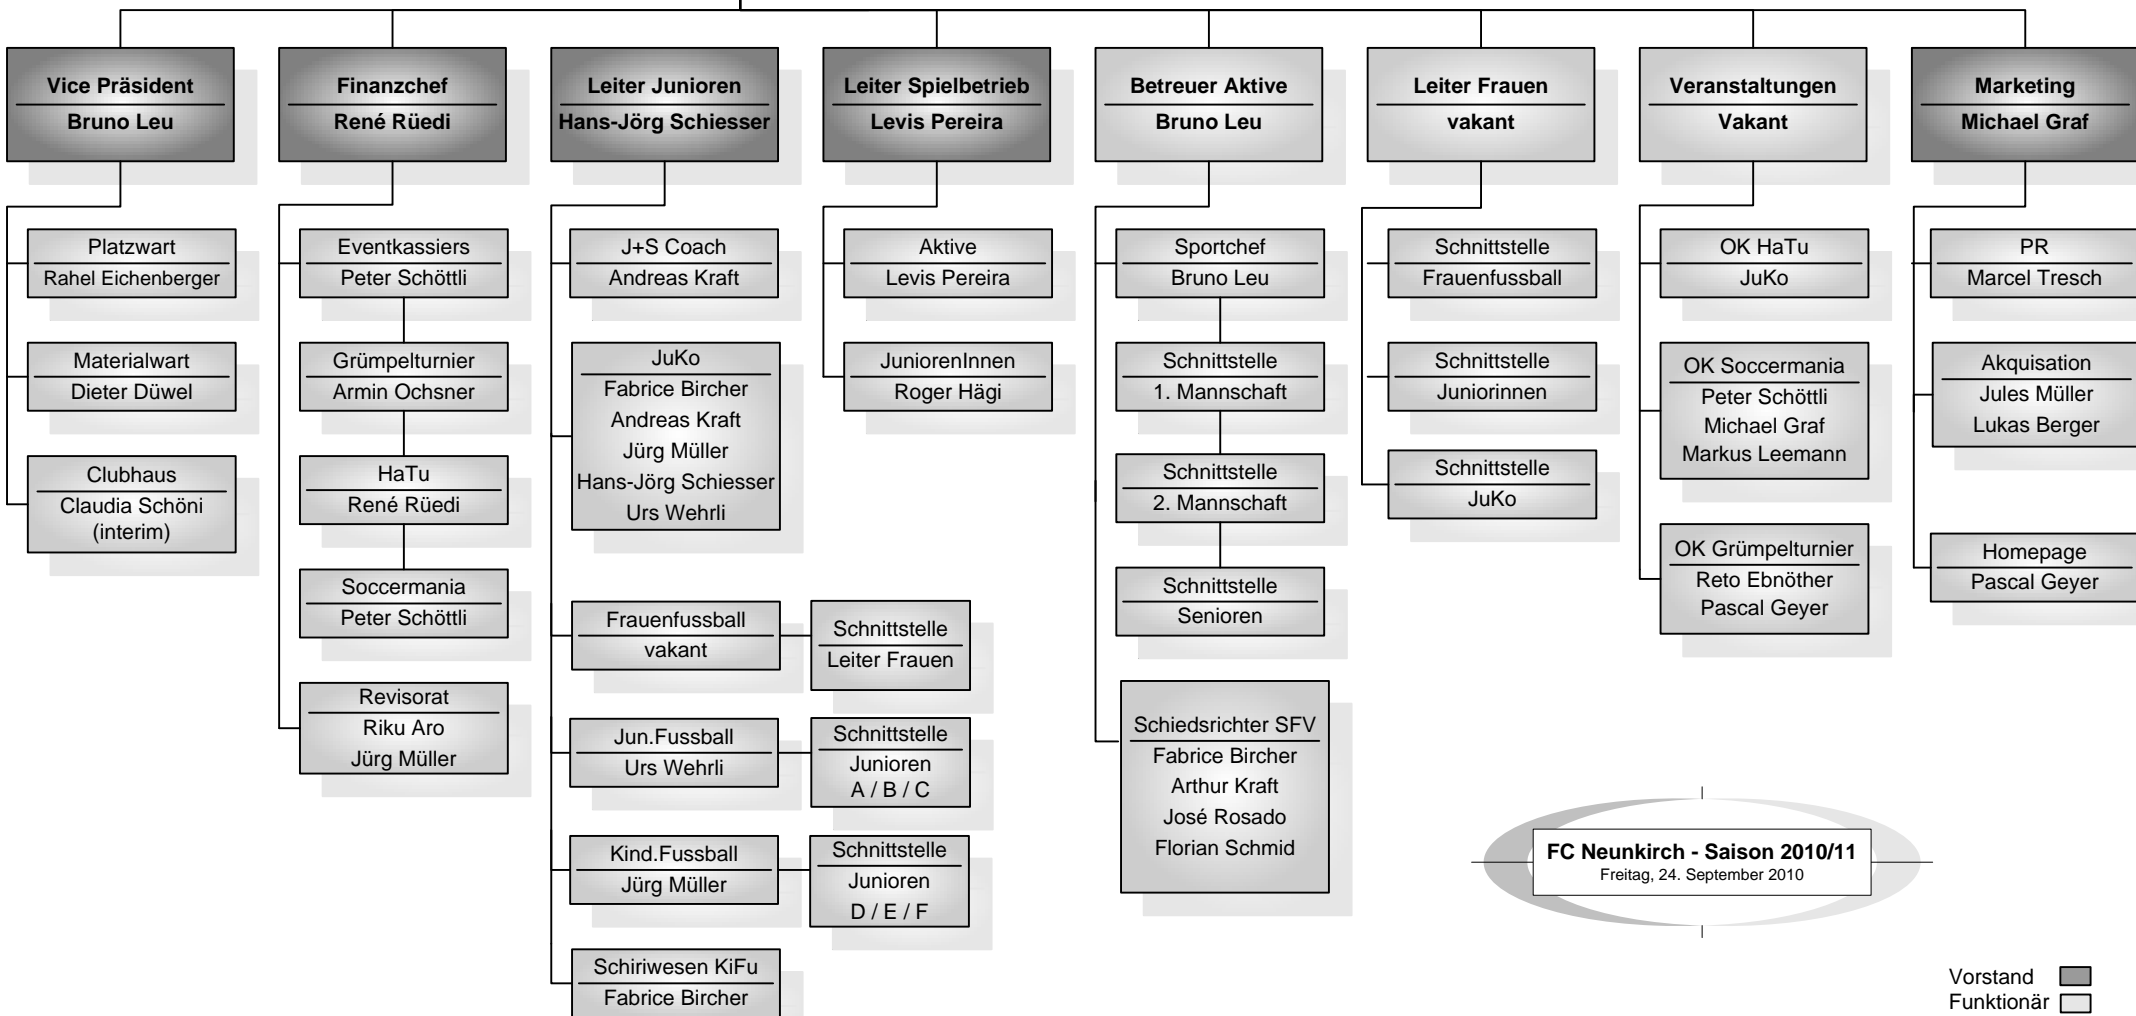 Vice Präsident
Bruno Leu
Platzwart
Rahel Eichenberger
Materialwart
Dieter Düwel
Clubhaus
Claudia Schöni
(interim)
Finanzchef
René Rüedi
Eventkassiers
Peter Schöttli
Grümpelturnier
Armin Ochsner
HaTu
René Rüedi
Soccermania
Peter Schöttli
Revisorat
Riku Aro
Jürg Müller
Leiter Junioren
Hans-Jörg Schiesser
J+S Coach
Andreas Kraft
JuKo
Fabrice Bircher
Andreas Kraft
Jürg Müller
Hans-Jörg Schiesser
Urs Wehrli
Frauenfussball
vakant
Schnittstelle
Leiter Frauen
Jun.Fussball
Urs Wehrli
Schnittstelle
Junioren
A / B / C
Kind.Fussball
Jürg Müller
Schnittstelle
Junioren
D / E / F
Schiriwesen KiFu
Fabrice Bircher
Leiter Spielbetrieb
Levis Pereira
Aktive
Levis Pereira
JuniorenInnen
Roger Hägi
Betreuer Aktive
Bruno Leu
Sportchef
Bruno Leu
Schnittstelle
1. Mannschaft
Schnittstelle
2. Mannschaft
Schnittstelle
Senioren
Schiedsrichter SFV
Fabrice Bircher
Arthur Kraft
José Rosado
Florian Schmid
Leiter Frauen
vakant
Schnittstelle
Frauenfussball
Schnittstelle
Juniorinnen
Schnittstelle
JuKo
Veranstaltungen
Vakant
OK HaTu
JuKo
OK Soccermania
Peter Schöttli
Michael Graf
Markus Leemann
OK Grümpelturnier
Reto Ebnöther
Pascal Geyer
Marketing
Michael Graf
PR
Marcel Tresch
Akquisation
Jules Müller
Lukas Berger
Homepage
Pascal Geyer
FC Neunkirch - Saison 2010/11
Freitag, 24. September 2010
Vorstand
Funktionär